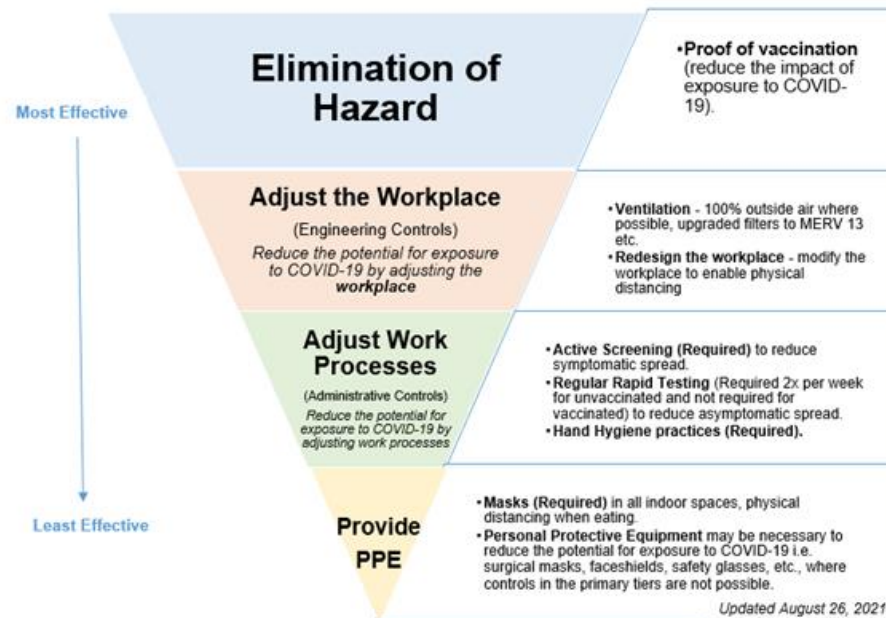 Elimination of
Hazard
•Proof of vaccination
(reduce the impact of
exposure to COVID-
19).
Most Effective
Adjust the Workplace
(Engineering Controls)
Reduce the potential for exposure
to COVID-19 by adjusting the
workplace
• Ventilation - 100% outside air where
possible, upgraded filters to MERV 13
etc.
• Redesign the workplace - modify the
workplace to enable physical
distancing
Adjust Work
Processes
(Administrative Controls)
Reduce the potential for
exposure to COVID-19 by
adjusting work processes
• Active Screening (Required) to reduce
symptomatic spread.
• Regular Rapid Testing (Required 2x per week
for unvaccinated and not required for
vaccinated) to reduce asymptomatic spread.
• Hand Hygiene practices (Required).
Least Effective
Provide
PPE
• Masks (Required) in all indoor spaces, physical
distancing when eating.
• Personal Protective Equipment may be necessary to
reduce the potential for exposure to COVID-19 i.e.
surgical masks, faceshields, safety glasses, etc., where
controls in the primary tiers are not possible.
Updated August 26, 2021